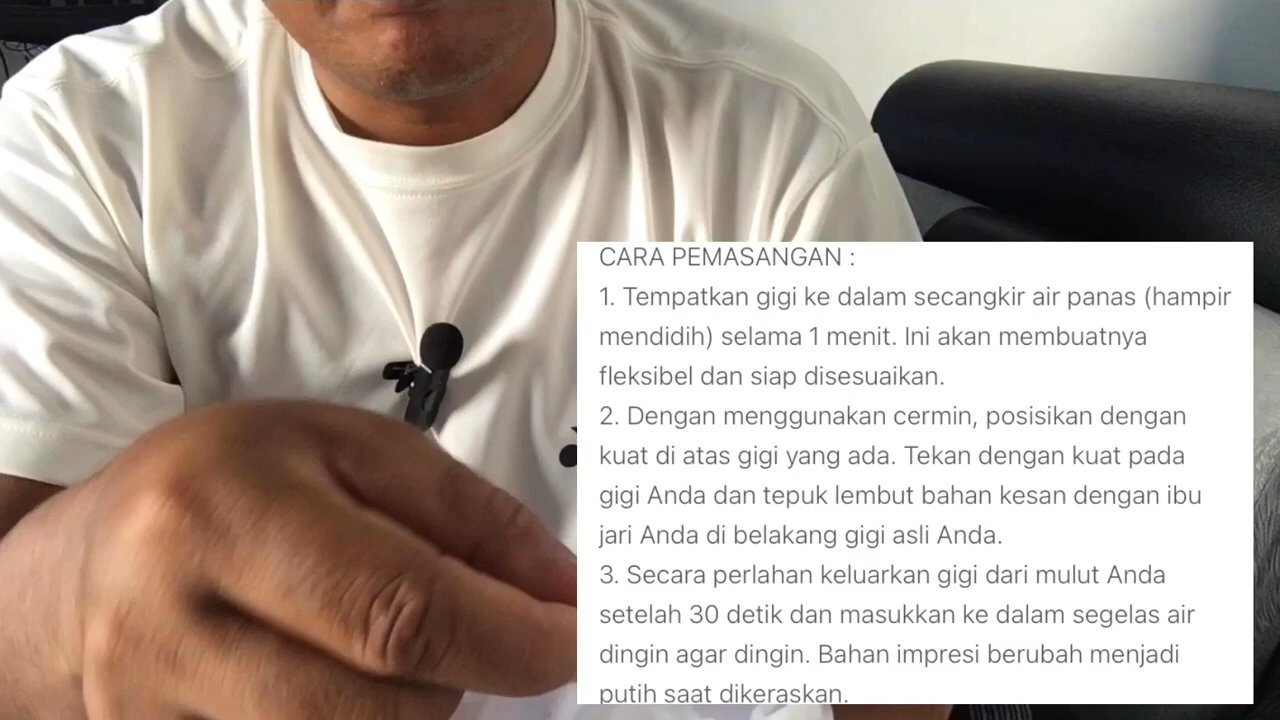 CARA PEMASANGAN :
1. Tempatkan gigi ke dalam secangkir air panas (hampir
mendidih) selama 1 menit. Ini akan membuatnya
fleksibel dan siap disesuaikan.
2. Dengan menggunakan cermin, posisikan dengan
kuat di atas gigi yang ada. Tekan dengan kuat pada
gigi Anda dan tepuk lembut bahan kesan dengan ibu
jari Anda di belakang gigi asli Anda.
3. Secara perlahan keluarkan gigi dari mulut Anda
setelah 30 detik dan masukkan ke dalam segelas air
dingin agar dingin. Bahan impresi berubah menjadi
putih saat dikeraskan.